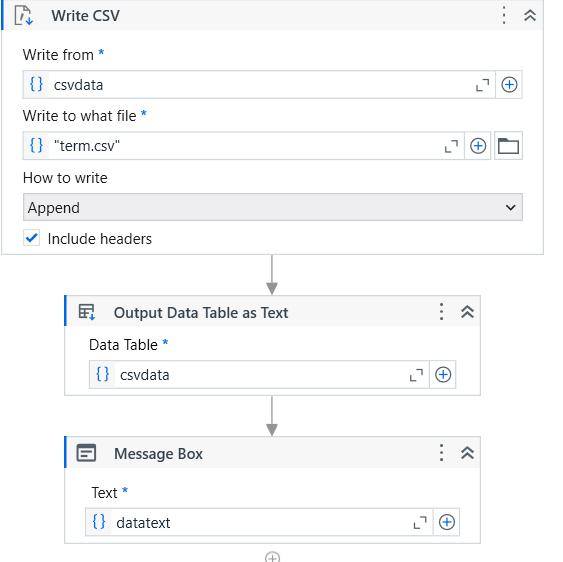 Write CSV
Write from *
{} csvdata
Write to what file *
{} "term.csv"
How to write
Append
Include headers
Output Data Table as Text
Data Table *
{} csvdata
Message Box
Text *
{} datatext